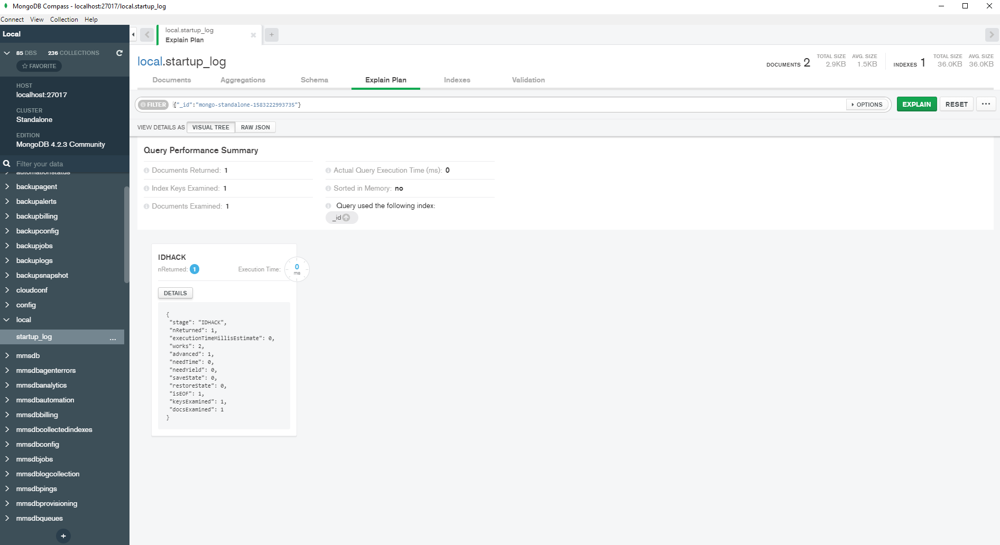 MongoDB Compass - localhost:27017/local.startup_log
Connect View Collection Help
Local
85 DBS 236 COLLECTIONS
FAVORITE
HOST
localhost:27017
CLUSTER
Standalone
EDITION
MongoDB 4.2.3 Community
Filter your data
automationstatus
backupagent
backupalerts
backupbilling
backupconfig
backupjobs
backuplogs
backupsnapshot
cloudconf
config
local
startup_log ...
mmsdb
mmsdbagenterrors
mmsdbanalytics
mmsdbautomation
mmsdbbilling
mmsdbcollectedindexes
mmsdbconfig
mmsdbjobs
mmsdblogcollection
mmsdbpings
mmsdbprovisioning
mmsdbqueues
+
local.startup_log
Explain Plan
+
local.startup_log
DOCUMENTS 2 TOTAL SIZE 2.9KB AVG. SIZE 1.5KB INDEXES 1 TOTAL SIZE 36.0KB AVG. SIZE 36.0KB
Documents Aggregations Schema Explain Plan Indexes Validation
FILTER {"_id":"mongo-standalone-1583222993735"} OPTIONS EXPLAIN RESET ...
VIEW DETAILS AS VISUAL TREE RAW JSON
Query Performance Summary
Documents Returned: 1
Index Keys Examined: 1
Documents Examined: 1
Actual Query Execution Time (ms): 0
Sorted in Memory: no
Query used the following index:
_id
IDHACK
nReturned: 1 Execution Time: 0 ms
DETAILS
{
"stage": "IDHACK",
"nReturned": 1,
"executionTimeMillisEstimate": 0,
"works": 2,
"advanced": 1,
"needTime": 0,
"needYield": 0,
"saveState": 0,
"restoreState": 0,
"isEOF": 1,
"keysExamined": 1,
"docsExamined": 1
}